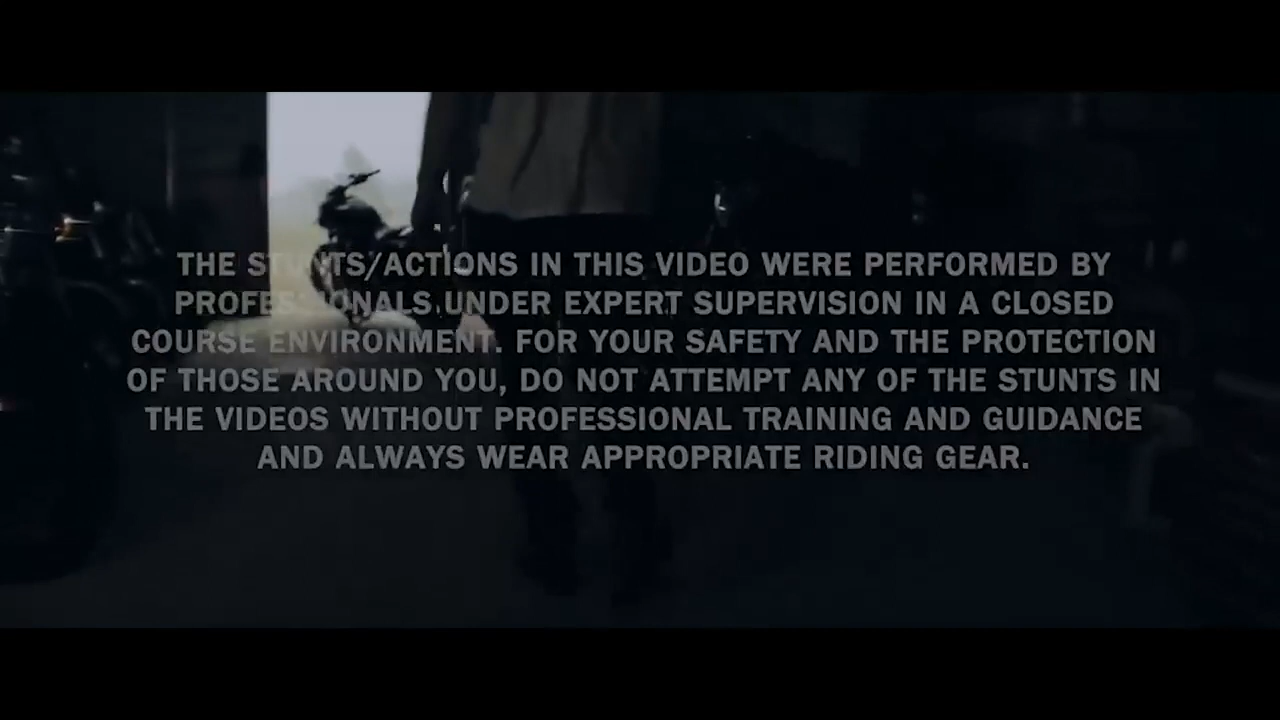 THE STUNTS/ACTIONS IN THIS VIDEO WERE PERFORMED BY
PROFESSIONALS UNDER EXPERT SUPERVISION IN A CLOSED
COURSE ENVIRONMENT. FOR YOUR SAFETY AND THE PROTECTION
OF THOSE AROUND YOU, DO NOT ATTEMPT ANY OF THE STUNTS IN
THE VIDEOS WITHOUT PROFESSIONAL TRAINING AND GUIDANCE
AND ALWAYS WEAR APPROPRIATE RIDING GEAR.